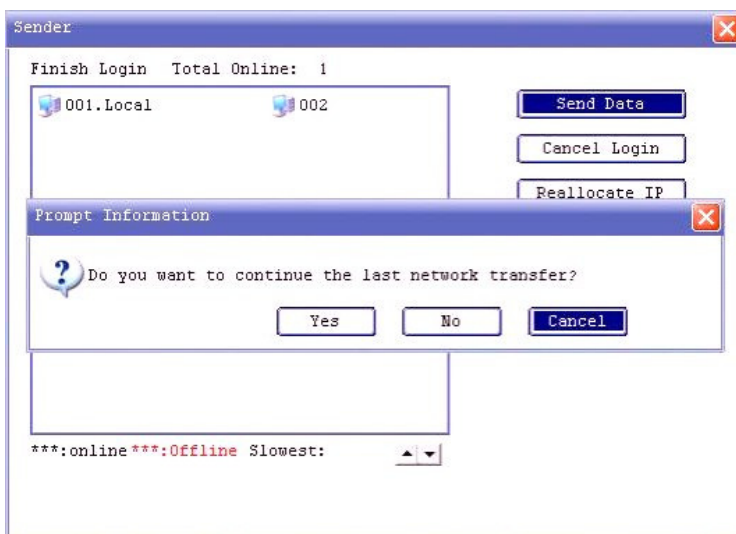 Sender
Finish Login Total Online: 1
001.Local 002
Send Data
Cancel Login
Reallocate IP
Prompt Information
Do you want to continue the last network transfer?
Yes No Cancel
***:online ***:Offline Slowest: